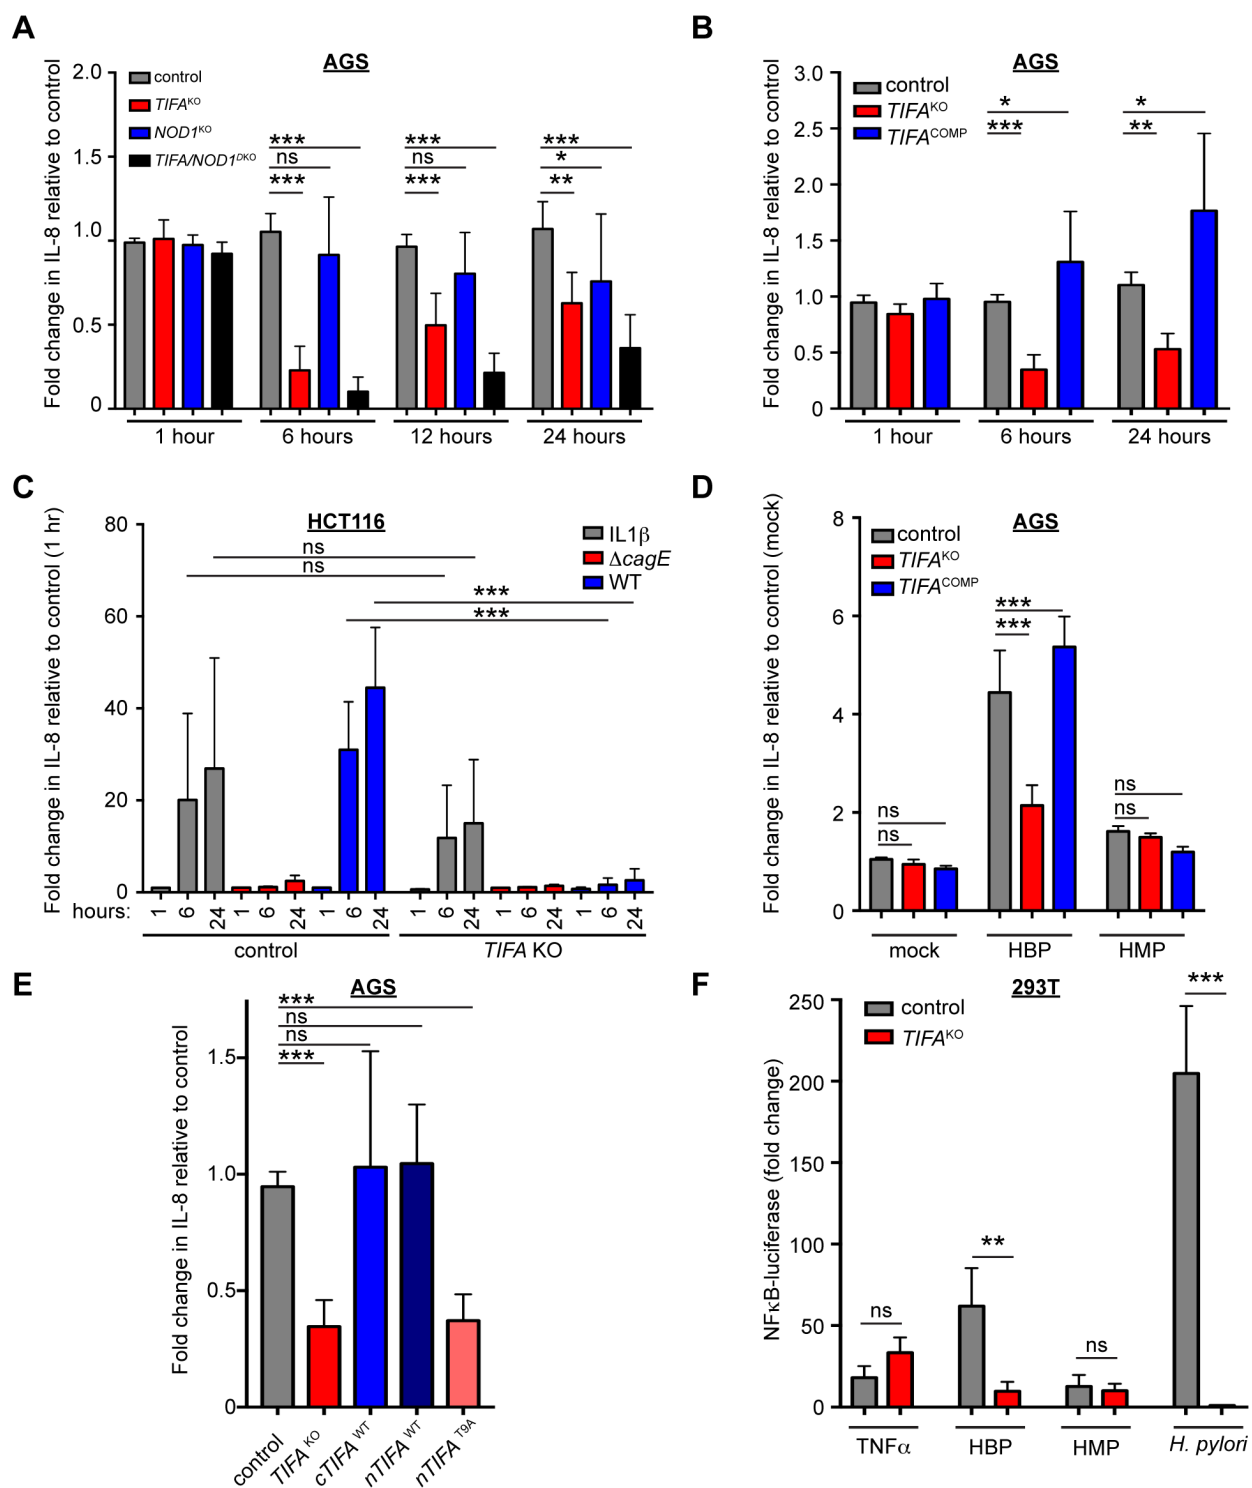 A
AGS
Fold change in IL-8 relative to control
2.0
1.5
1.0
0.5
0
control
TIFAKO
NOD1KO
TIFA/NOD1DKO
***
ns
***
***
ns
***
***
*
**
1 hour
6 hours
12 hours
24 hours
B
AGS
Fold change in IL-8 relative to control
3.0
2.5
2.0
1.5
1.0
0.5
0
control
TIFAKO
TIFACOMP
*
***
*
**
1 hour
6 hours
24 hours
C
HCT116
Fold change in IL-8 relative to control (1 hr)
80
60
40
20
0
IL1β
ΔcagE
WT
ns
ns
***
***
hours: 1 6 24 1 6 24 1 6 24 1 6 24 1 6 24 1 6 24
control
TIFA KO
D
AGS
Fold change in IL-8 relative to control (mock)
8
6
4
2
0
control
TIFAKO
TIFACOMP
ns
ns
***
***
ns
ns
mock
HBP
HMP
E
AGS
Fold change in IL-8 relative to control
1.5
1.0
0.5
0
***
ns
ns
***
control
TIFA KO
cTIFA WT
nTIFA WT
nTIFA T9A
F
293T
NFκB-luciferase (fold change)
250
200
150
100
50
0
control
TIFAKO
ns
**
ns
***
TNFα
HBP
HMP
H. pylori